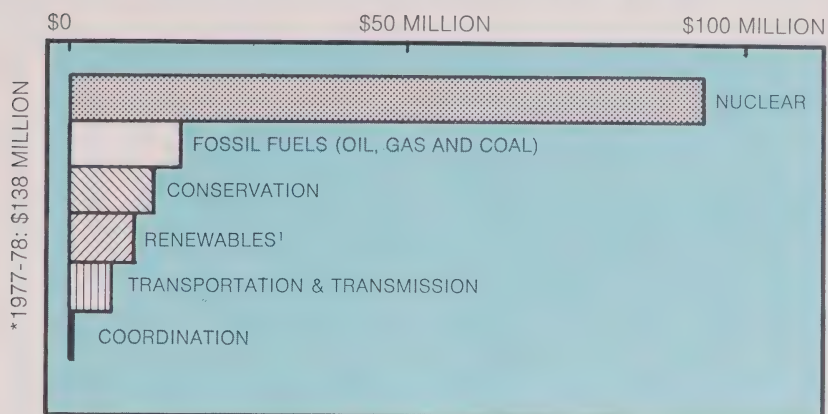 $0 $50 MILLION $100 MILLION
*1977-78: $138 MILLION
NUCLEAR
FOSSIL FUELS (OIL, GAS AND COAL)
CONSERVATION
RENEWABLES¹
TRANSPORTATION & TRANSMISSION
COORDINATION